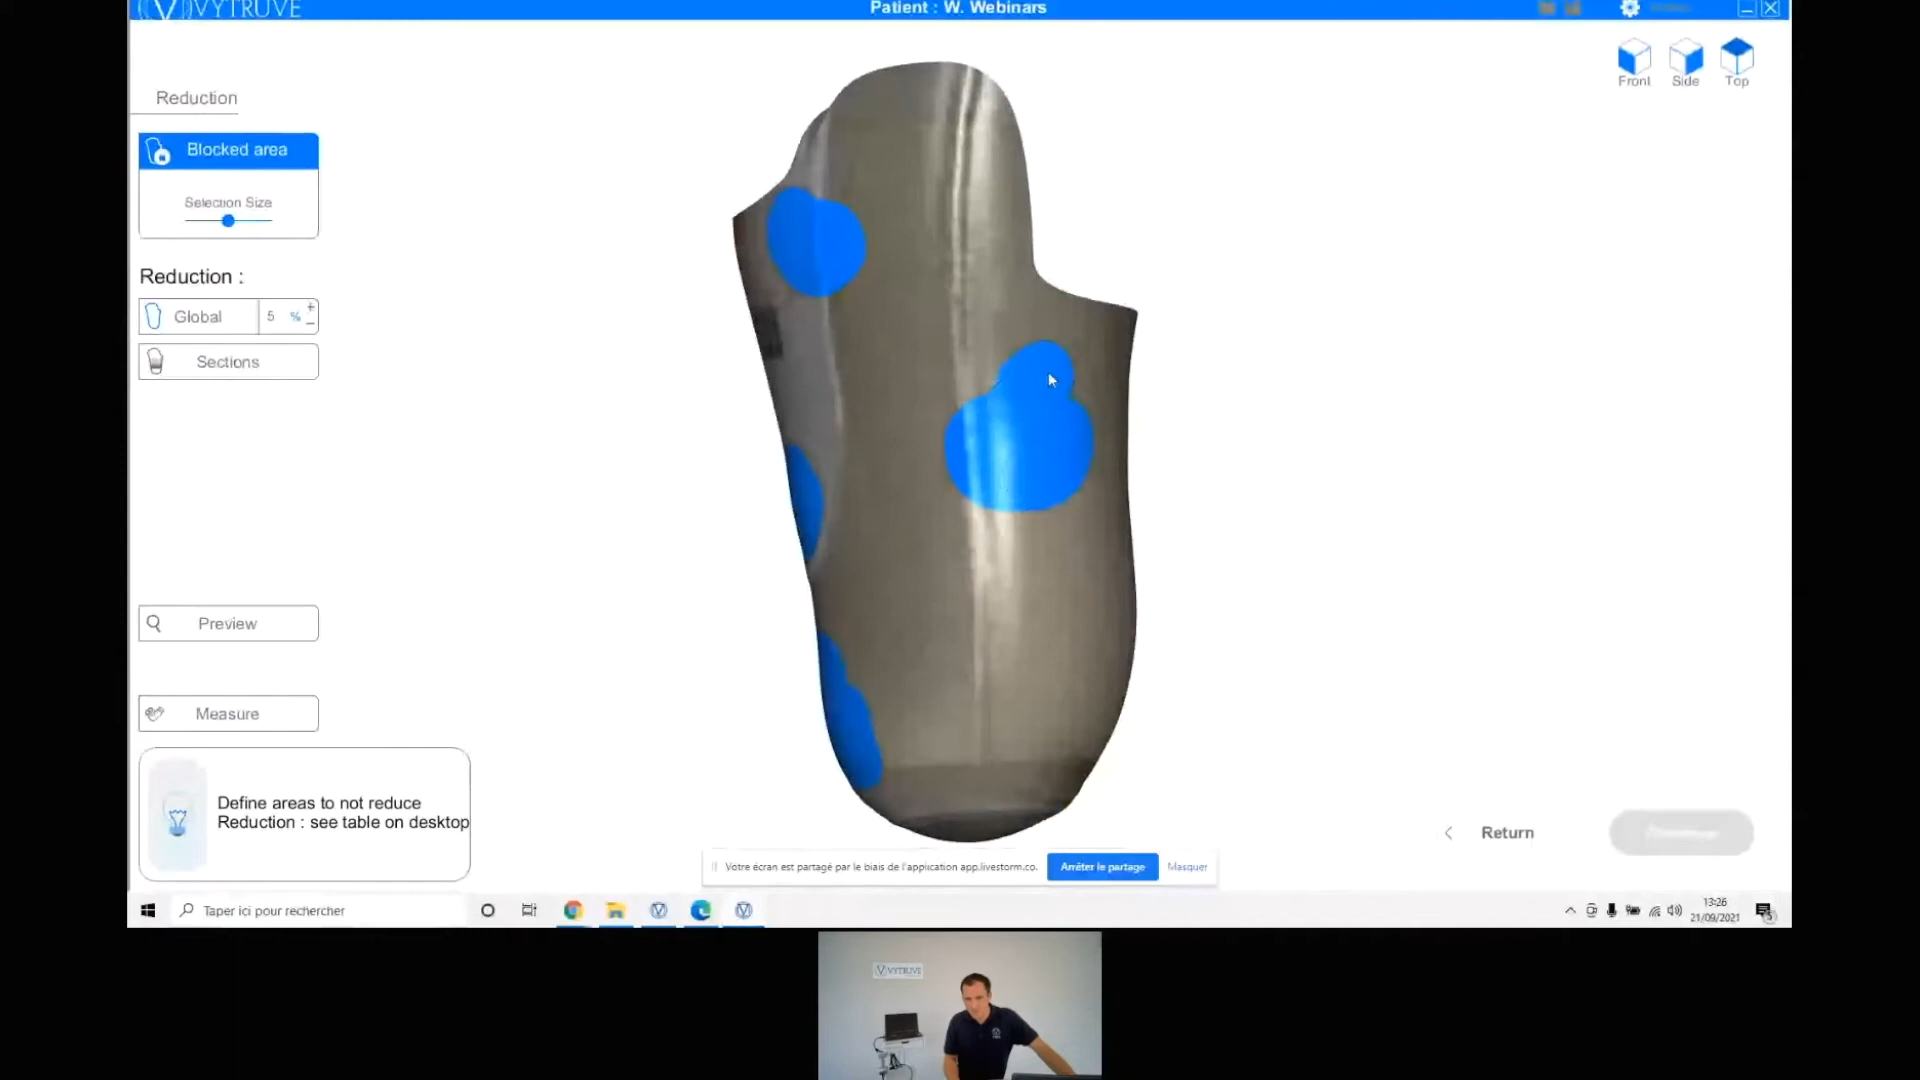 VYTRUVE
Patient : W. Webinars
Front
Side
Top
Reduction
Blocked area
Selection Size
Reduction :
Global 5 %
Sections
Preview
Measure
Define areas to not reduce
Reduction : see table on desktop
Return
Votre écran est partagé par le biais de l'application app.livestorm.co.
Arrêter le partage
Masquer
Taper ici pour rechercher
13:26
21/09/2021
5
VYTRUVE